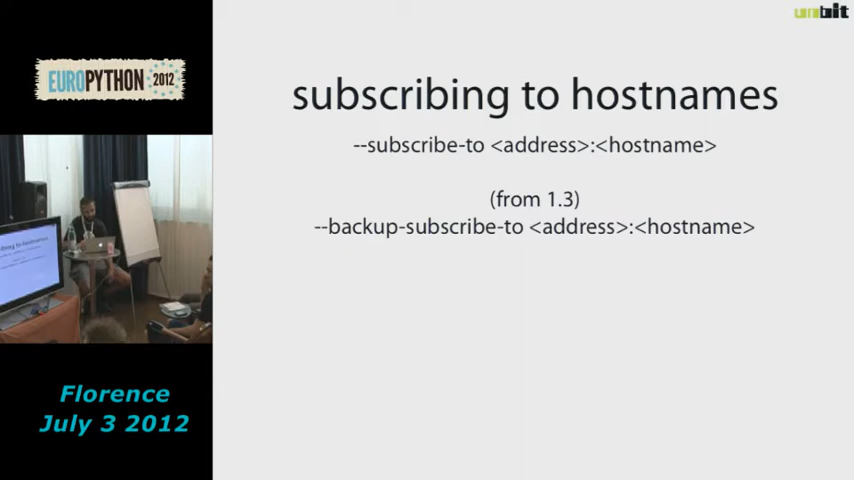 unbit
EUROPYTHON 2012
subscribing to hostnames
--subscribe-to <address>:<hostname>
(from 1.3)
--backup-subscribe-to <address>:<hostname>
Florence
July 3 2012